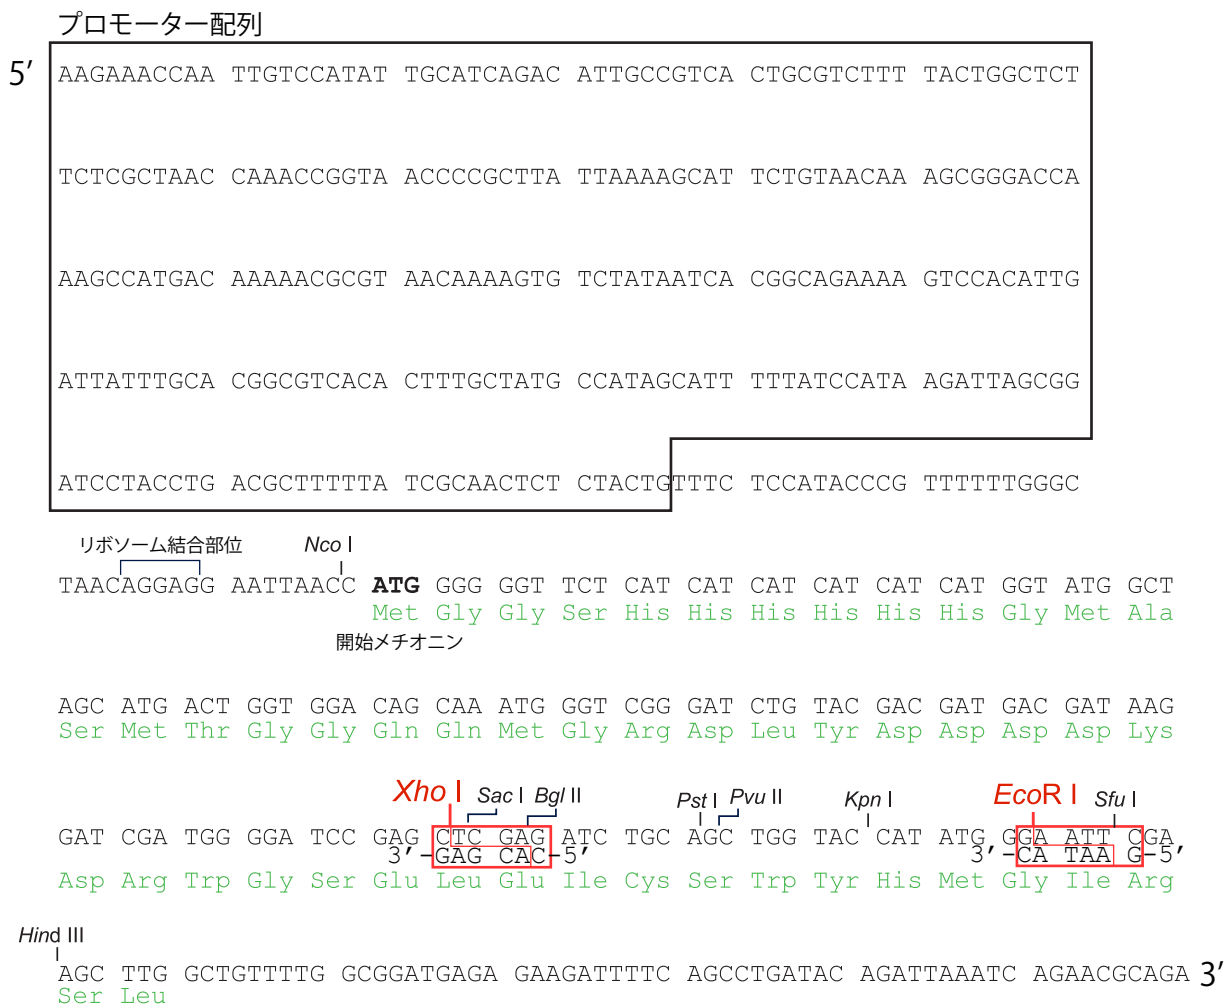 プロモーター配列
5′ AAGAAACCAA TTGTCCATAT TGCATCAGAC ATTGCCGTCA CTGCGTCTTT TACTGGCTCT
TCTCGCTAAC CAAACCGGTA ACCCCGCTTA TTAAAAGCAT TCTGTAACAA AGCGGGACCA
AAGCCATGAC AAAAACGCGT AACAAAAGTG TCTATAATCA CGGCAGAAAA GTCCACATTG
ATTATTTGCA CGGCGTCACA CTTTGCTATG CCATAGCATT TTTATCCATA AGATTAGCGG
ATCCTACCTG ACGCTTTTTA TCGCAACTCT CTACTGTTTC TCCATACCCG TTTTTTGGGC
リボソーム結合部位 Nco I
TAACAGGAGG AATTAACC ATG GGG GGT TCT CAT CAT CAT CAT CAT CAT GGT ATG GCT
Met Gly Gly Ser His His His His His His Gly Met Ala
開始メチオニン
AGC ATG ACT GGT GGA CAG CAA ATG GGT CGG GAT CTG TAC GAC GAT GAC GAT AAG
Ser Met Thr Gly Gly Gln Gln Met Gly Arg Asp Leu Tyr Asp Asp Asp Asp Lys
Xho I Sac I Bgl II Pst I Pvu II Kpn I EcoR I Sfu I
GAT CGA TGG GGA TCC GAG CTC GAG ATC TGC AGC TGG TAC CAT ATG GGA ATT CGA
3′-GAG CAC-5′ 3′-CA TAA G-5′
Asp Arg Trp Gly Ser Glu Leu Glu Ile Cys Ser Trp Tyr His Met Gly Ile Arg
Hind III
AGC TTG GCTGTTTTG GCGGATGAGA GAAGATTTTC AGCCTGATAC AGATTAAATC AGAACGCAGA 3′
Ser Leu